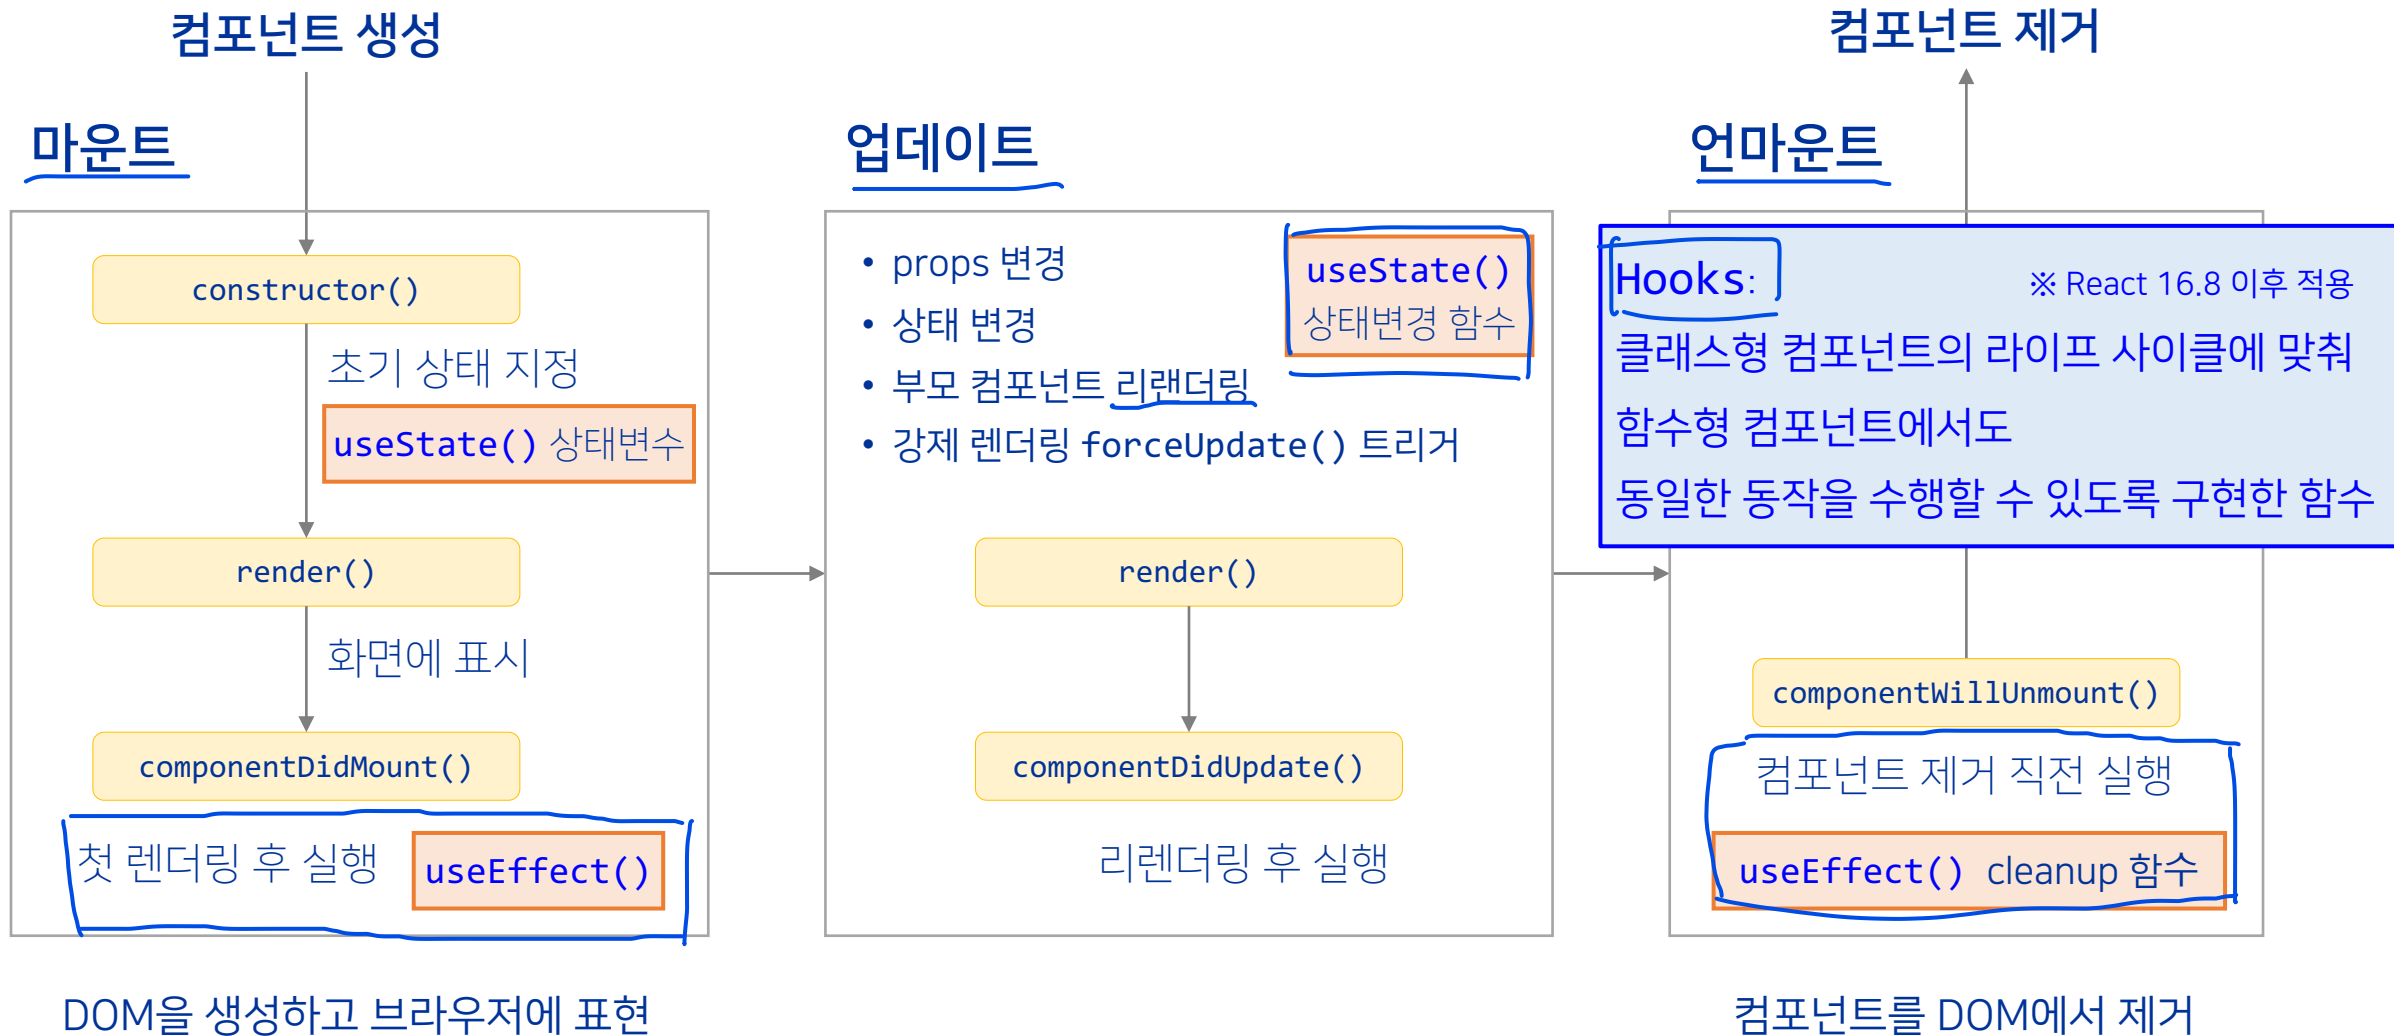 컴포넌트 생성
마운트
constructor()
초기 상태 지정
useState() 상태변수
render()
화면에 표시
componentDidMount()
첫 렌더링 후 실행
useEffect()
DOM을 생성하고 브라우저에 표현
업데이트
• props 변경
• 상태 변경
• 부모 컴포넌트 리랜더링
• 강제 렌더링 forceUpdate() 트리거
useState()
상태변경 함수
render()
componentDidUpdate()
리렌더링 후 실행
컴포넌트 제거
언마운트
Hooks:
※ React 16.8 이후 적용
클래스형 컴포넌트의 라이프 사이클에 맞춰
함수형 컴포넌트에서도
동일한 동작을 수행할 수 있도록 구현한 함수
componentWillUnmount()
컴포넌트 제거 직전 실행
useEffect() cleanup 함수
컴포넌트를 DOM에서 제거